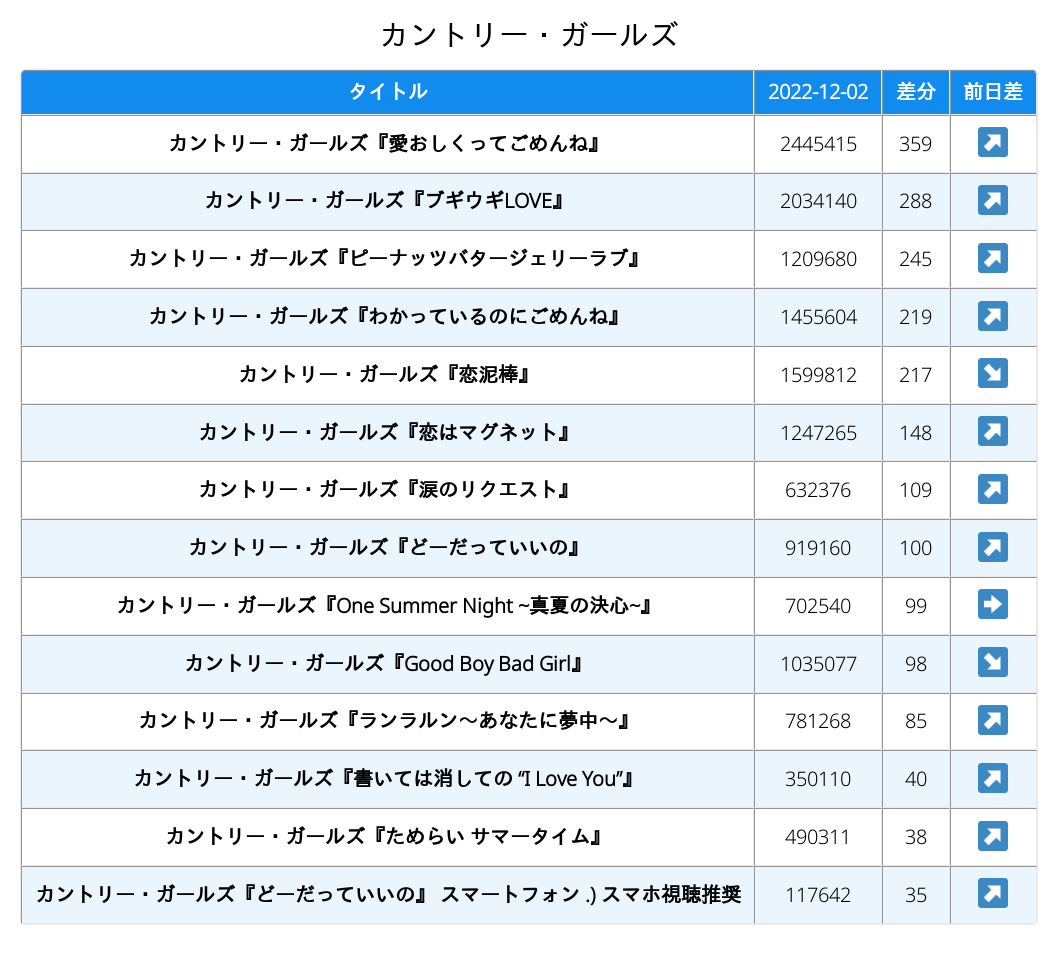 カントリー・ガールズ
タイトル 2022-12-02 差分 前日差
カントリー・ガールズ『愛おしくってごめんね』 2445415 359 ↗
カントリー・ガールズ『ブギウギLOVE』 2034140 288 ↗
カントリー・ガールズ『ピーナッツバタージェリーラブ』 1209680 245 ↗
カントリー・ガールズ『わかっているのにごめんね』 1455604 219 ↗
カントリー・ガールズ『恋泥棒』 1599812 217 ↘
カントリー・ガールズ『恋はマグネット』 1247265 148 ↗
カントリー・ガールズ『涙のリクエスト』 632376 109 ↗
カントリー・ガールズ『どーだっていいの』 919160 100 ↗
カントリー・ガールズ『One Summer Night ~真夏の決心~』 702540 99 ➡
カントリー・ガールズ『Good Boy Bad Girl』 1035077 98 ↘
カントリー・ガールズ『ランラルン～あなたに夢中～』 781268 85 ↗
カントリー・ガールズ『書いては消しての “I Love You”』 350110 40 ↗
カントリー・ガールズ『ためらい サマータイム』 490311 38 ↗
カントリー・ガールズ『どーだっていいの』 スマートフォン .) スマホ視聴推奨 117642 35 ↗